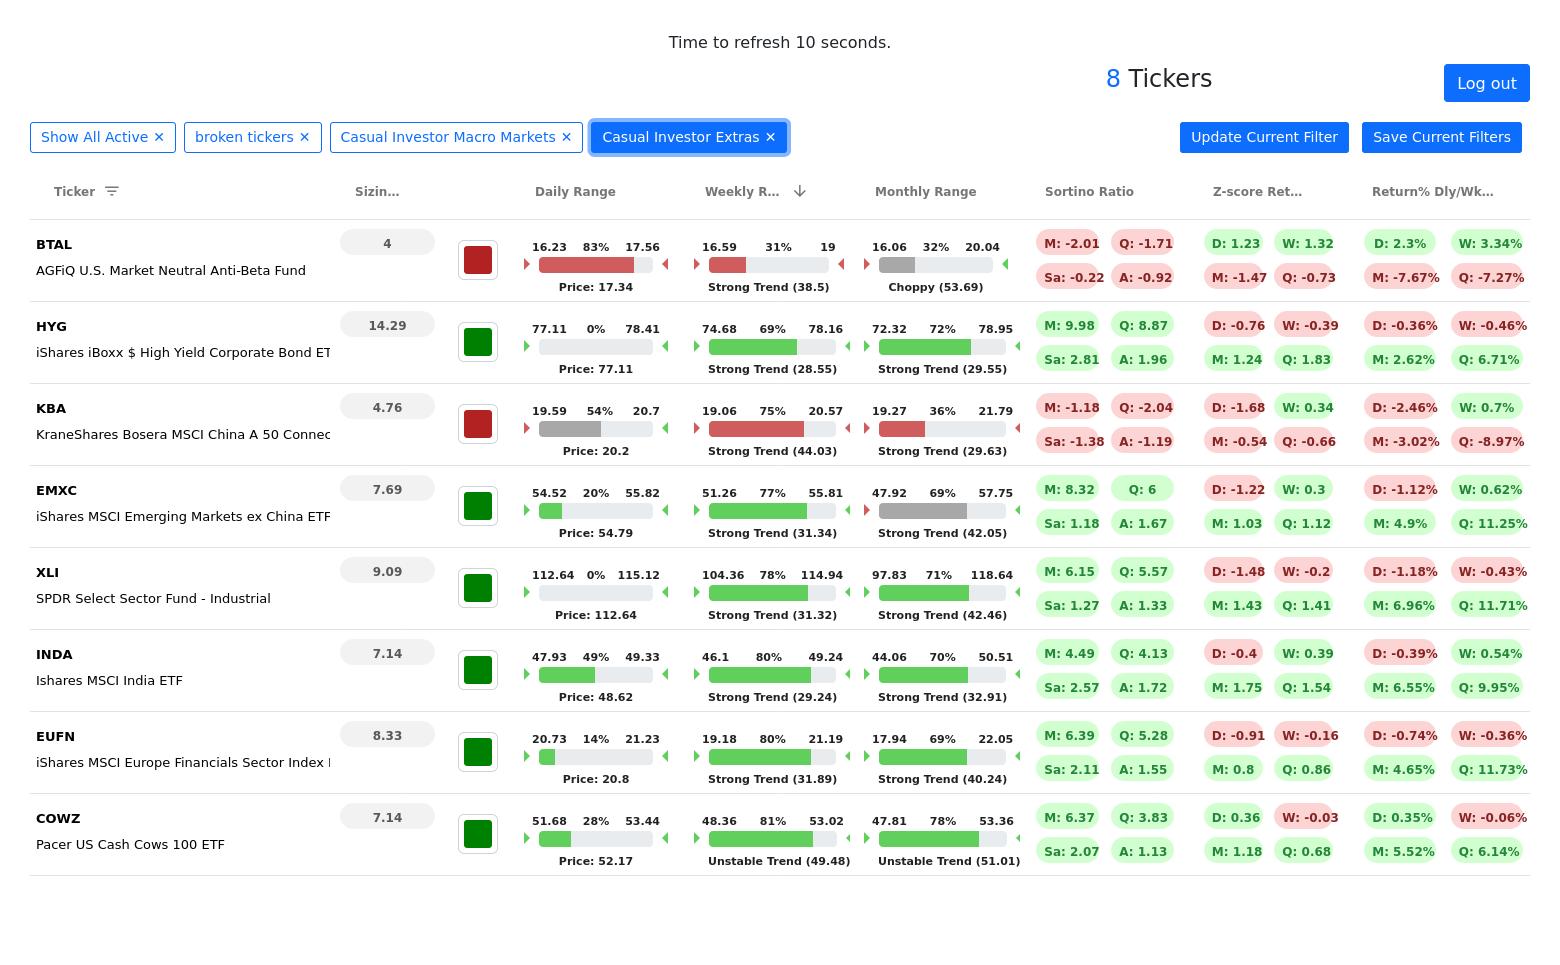 Time to refresh 10 seconds.
8 Tickers
Log out
Show All Active ✕ broken tickers ✕ Casual Investor Macro Markets ✕ Casual Investor Extras ✕ Update Current Filter Save Current Filters
Ticker Sizin... Daily Range Weekly R... Monthly Range Sortino Ratio Z-score Ret... Return% Dly/Wk...
BTAL 4 16.23 83% 17.56 16.59 31% 19 16.06 32% 20.04 M: -2.01 Q: -1.71 D: 1.23 W: 1.32 D: 2.3% W: 3.34%
AGFiQ U.S. Market Neutral Anti-Beta Fund Sa: -0.22 A: -0.92 M: -1.47 Q: -0.73 M: -7.67% Q: -7.27%
Price: 17.34 Strong Trend (38.5) Choppy (53.69)
HYG 14.29 77.11 0% 78.41 74.68 69% 78.16 72.32 72% 78.95 M: 9.98 Q: 8.87 D: -0.76 W: -0.39 D: -0.36% W: -0.46%
iShares iBoxx $ High Yield Corporate Bond ET Sa: 2.81 A: 1.96 M: 1.24 Q: 1.83 M: 2.62% Q: 6.71%
Price: 77.11 Strong Trend (28.55) Strong Trend (29.55)
KBA 4.76 19.59 54% 20.7 19.06 75% 20.57 19.27 36% 21.79 M: -1.18 Q: -2.04 D: -1.68 W: 0.34 D: -2.46% W: 0.7%
KraneShares Bosera MSCI China A 50 Connec Sa: -1.38 A: -1.19 M: -0.54 Q: -0.66 M: -3.02% Q: -8.97%
Price: 20.2 Strong Trend (44.03) Strong Trend (29.63)
EMXC 7.69 54.52 20% 55.82 51.26 77% 55.81 47.92 69% 57.75 M: 8.32 Q: 6 D: -1.22 W: 0.3 D: -1.12% W: 0.62%
iShares MSCI Emerging Markets ex China ETF Sa: 1.18 A: 1.67 M: 1.03 Q: 1.12 M: 4.9% Q: 11.25%
Price: 54.79 Strong Trend (31.34) Strong Trend (42.05)
XLI 9.09 112.64 0% 115.12 104.36 78% 114.94 97.83 71% 118.64 M: 6.15 Q: 5.57 D: -1.48 W: -0.2 D: -1.18% W: -0.43%
SPDR Select Sector Fund - Industrial Sa: 1.27 A: 1.33 M: 1.43 Q: 1.41 M: 6.96% Q: 11.71%
Price: 112.64 Strong Trend (31.32) Strong Trend (42.46)
INDA 7.14 47.93 49% 49.33 46.1 80% 49.24 44.06 70% 50.51 M: 4.49 Q: 4.13 D: -0.4 W: 0.39 D: -0.39% W: 0.54%
Ishares MSCI India ETF Sa: 2.57 A: 1.72 M: 1.75 Q: 1.54 M: 6.55% Q: 9.95%
Price: 48.62 Strong Trend (29.24) Strong Trend (32.91)
EUFN 8.33 20.73 14% 21.23 19.18 80% 21.19 17.94 69% 22.05 M: 6.39 Q: 5.28 D: -0.91 W: -0.16 D: -0.74% W: -0.36%
iShares MSCI Europe Financials Sector Index Sa: 2.11 A: 1.55 M: 0.8 Q: 0.86 M: 4.65% Q: 11.73%
Price: 20.8 Strong Trend (31.89) Strong Trend (40.24)
COWZ 7.14 51.68 28% 53.44 48.36 81% 53.02 47.81 78% 53.36 M: 6.37 Q: 3.83 D: 0.36 W: -0.03 D: 0.35% W: -0.06%
Pacer US Cash Cows 100 ETF Sa: 2.07 A: 1.13 M: 1.18 Q: 0.68 M: 5.52% Q: 6.14%
Price: 52.17 Unstable Trend (49.48) Unstable Trend (51.01)